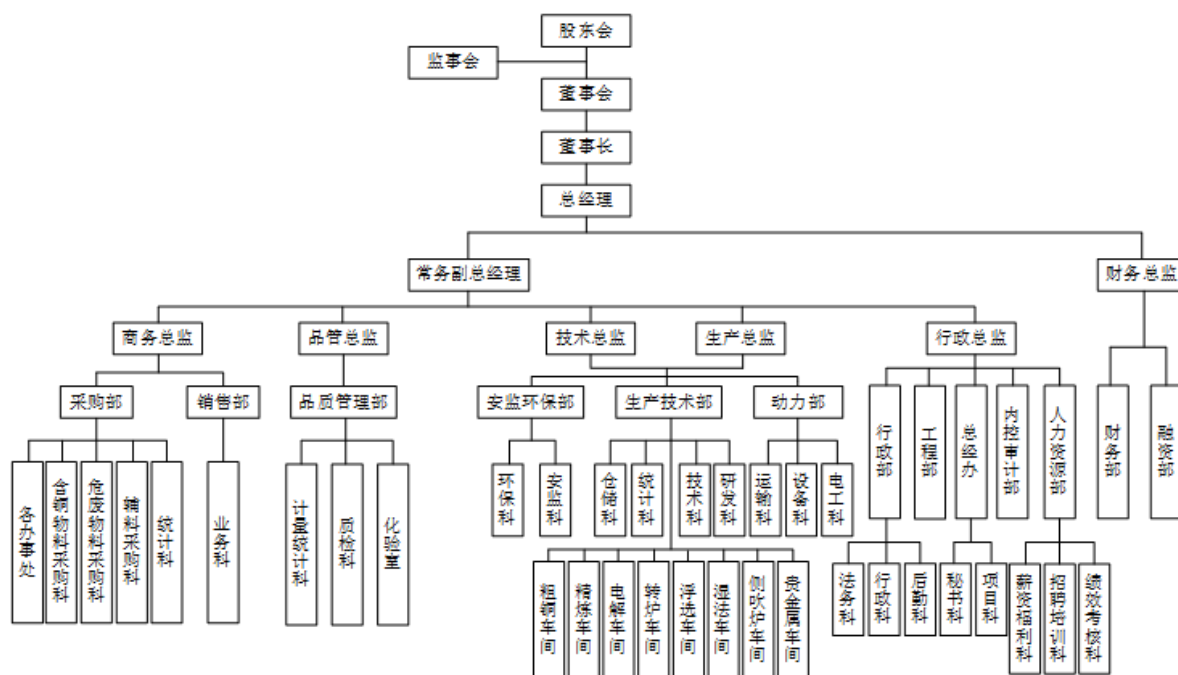 股东会
监事会
董事会
董事长
总经理
常务副总经理
财务总监
商务总监
品管总监
技术总监
生产总监
行政总监
采购部
销售部
品质管理部
安监环保部
生产技术部
动力部
行政部
工程部
总经办
内控审计部
人力资源部
财务部
融资部
各办事处
含铜物料采购科
危废物料采购科
辅料采购科
统计科
业务科
计量统计科
质检科
化验室
环保科
安监科
仓储科
统计科
技术科
研发科
运输科
设备科
电工科
粗铜车间
精炼车间
电解车间
转炉车间
浮选车间
湿法车间
侧吹炉车间
贵金属车间
法务科
行政科
后勤科
秘书科
项目科
薪资福利科
招聘培训科
绩效考核科